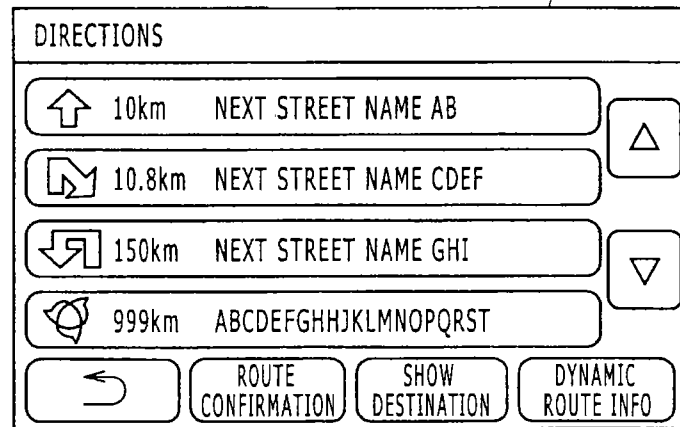 DIRECTIONS
10km NEXT STREET NAME AB
10.8km NEXT STREET NAME CDEF
150km NEXT STREET NAME GHI
999km ABCDEFGHHJKLMNOPQRST
ROUTE CONFIRMATION
SHOW DESTINATION
DYNAMIC ROUTE INFO